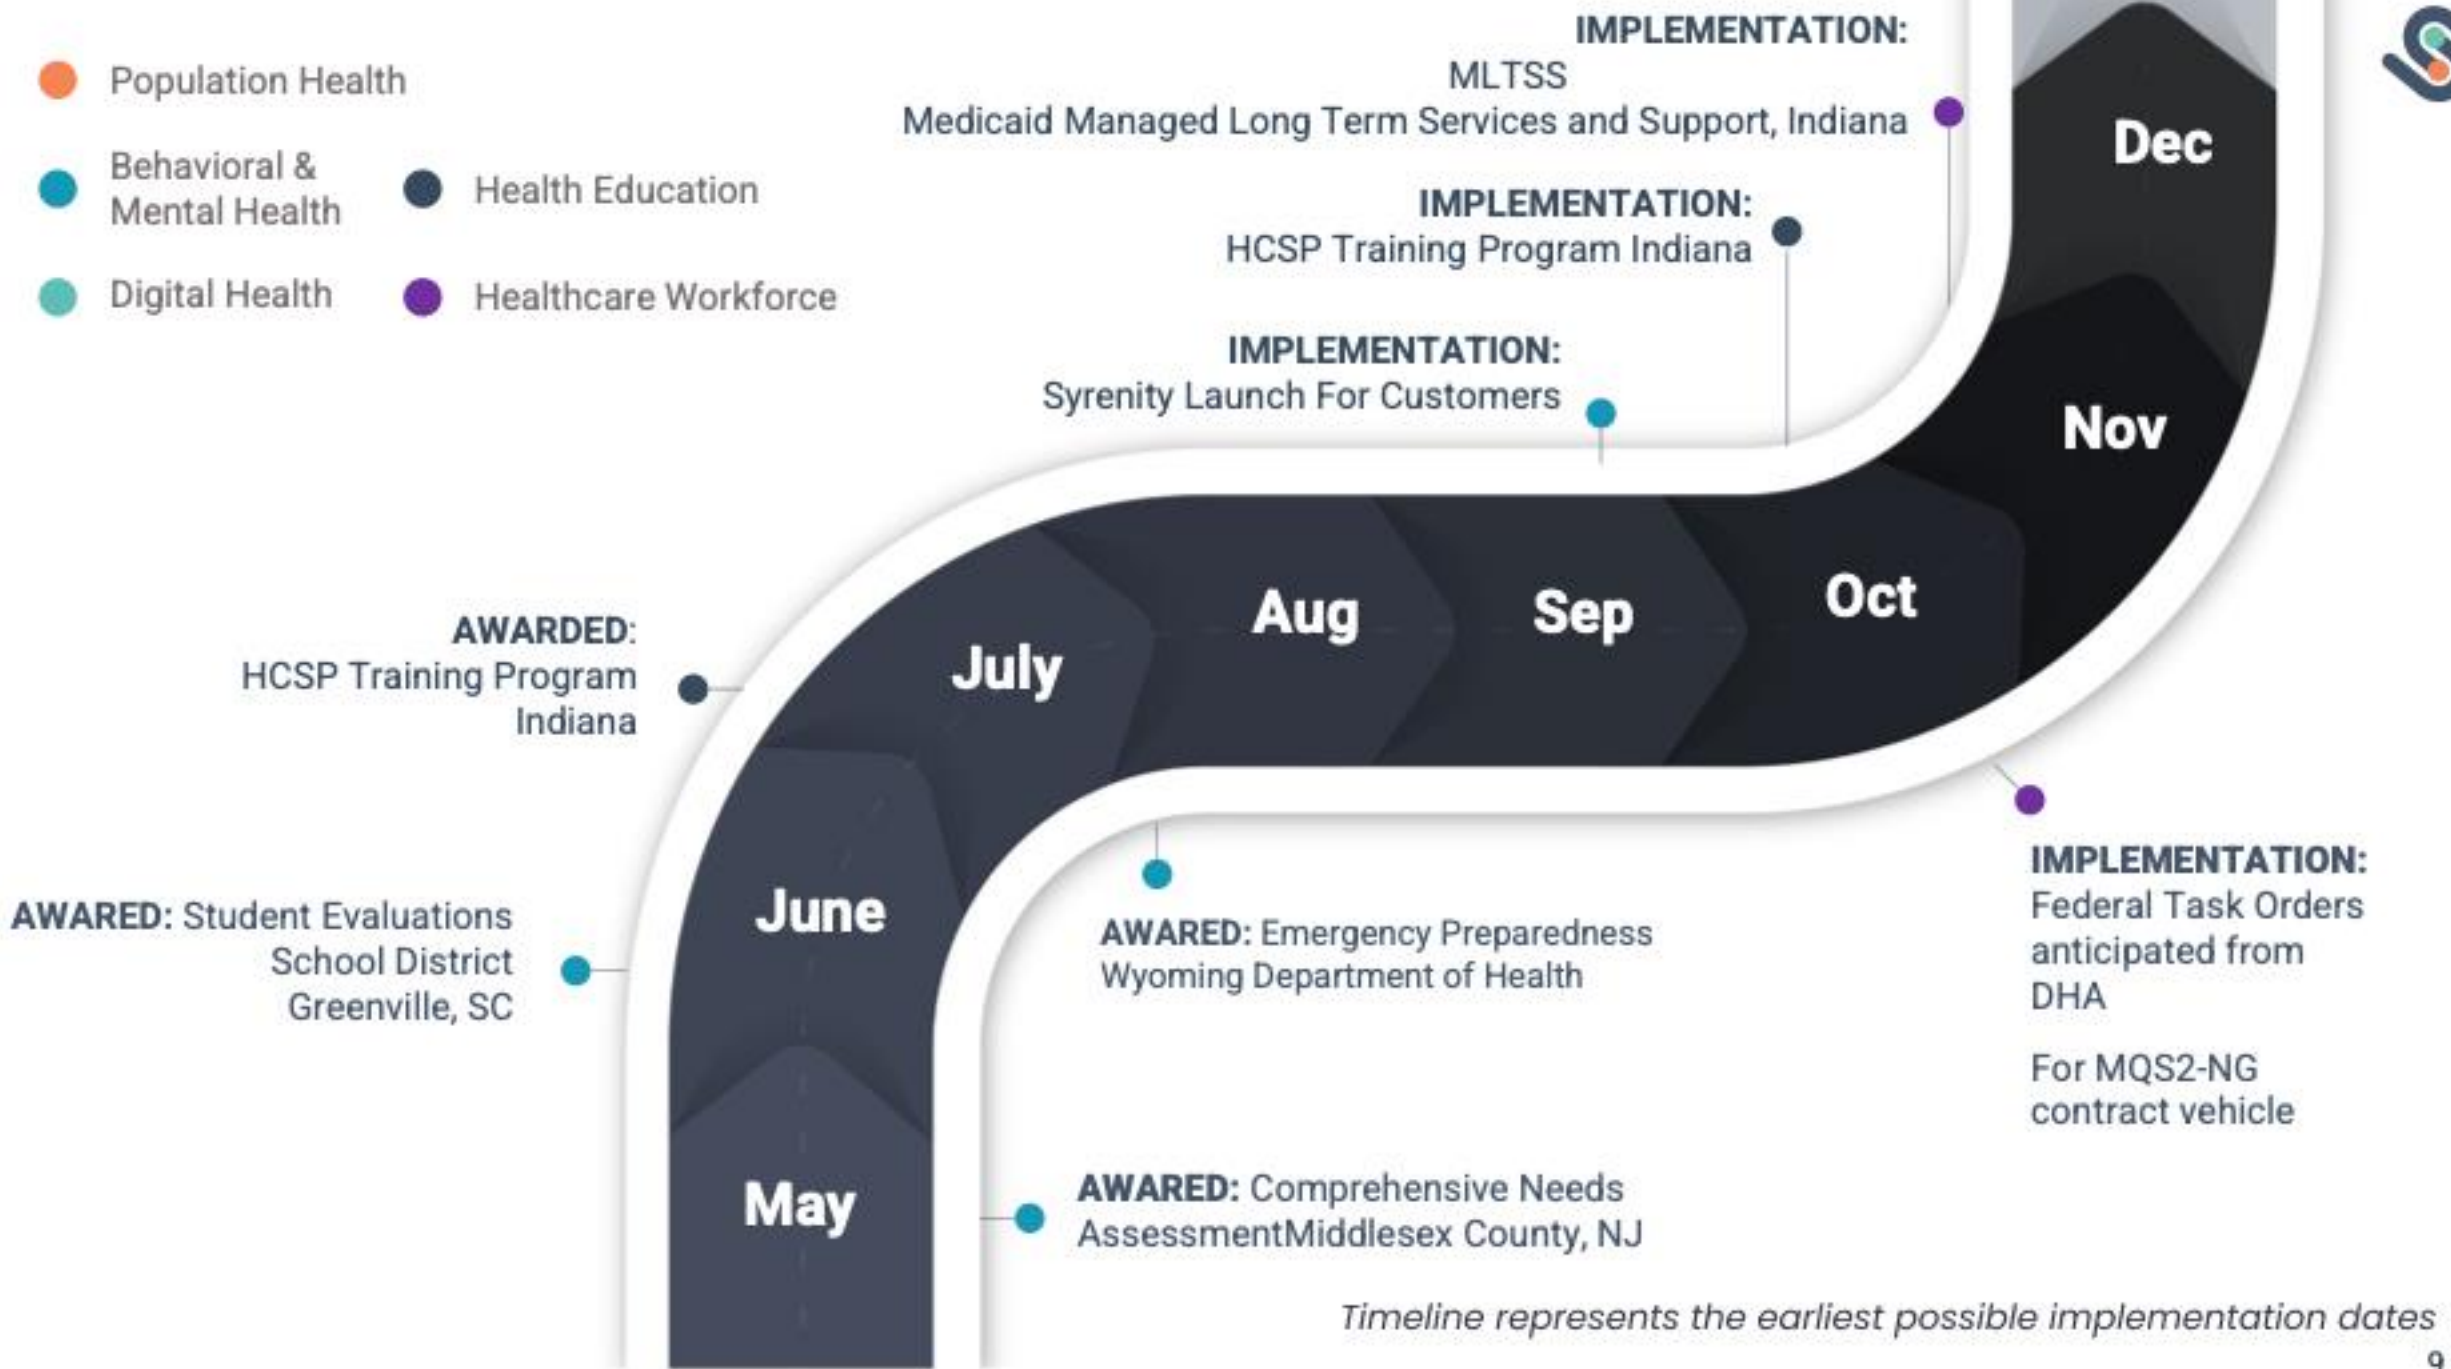 Population Health
Behavioral &
Mental Health
Health Education
Digital Health
Healthcare Workforce
IMPLEMENTATION:
MLTSS
Medicaid Managed Long Term Services and Support, Indiana
IMPLEMENTATION:
HCSP Training Program Indiana
IMPLEMENTATION:
Syrenity Launch For Customers
Dec
Nov
Oct
Sep
Aug
July
June
May
AWARDED:
HCSP Training Program
Indiana
AWARED: Student Evaluations
School District
Greenville, SC
AWARED: Emergency Preparedness
Wyoming Department of Health
IMPLEMENTATION:
Federal Task Orders
anticipated from
DHA
For MQS2-NG
contract vehicle
AWARED: Comprehensive Needs
AssessmentMiddlesex County, NJ
Timeline represents the earliest possible implementation dates
9